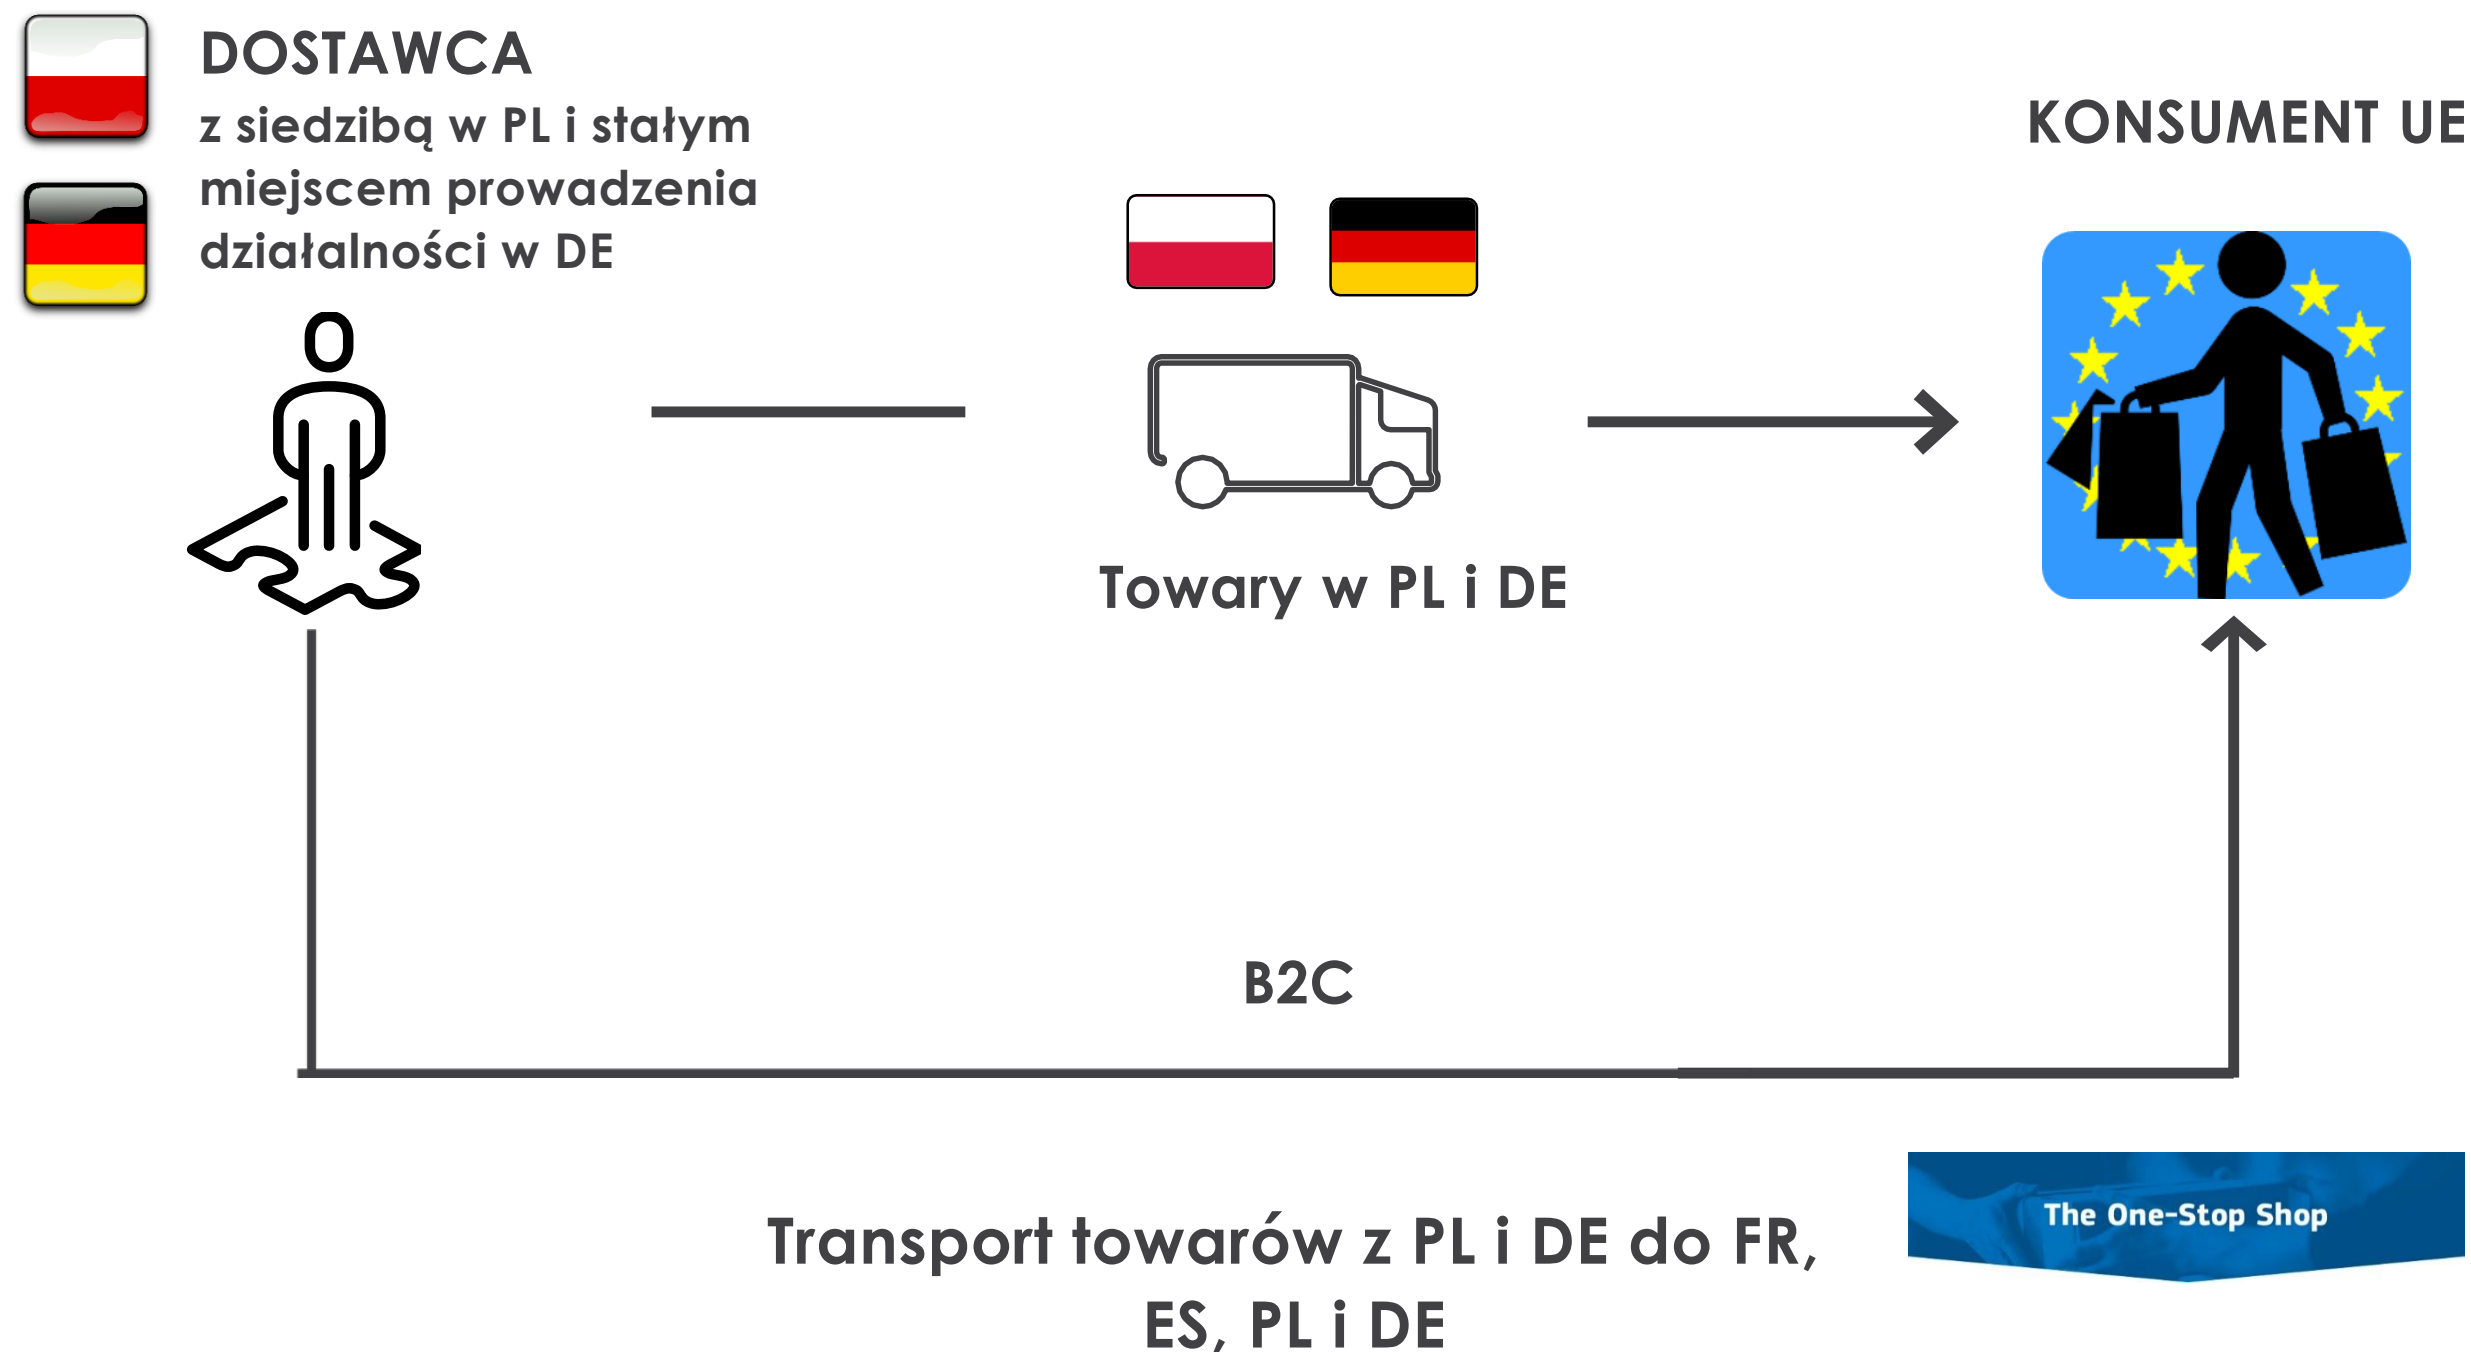 DOSTAWCA
z siedzibą w PL i stałym
miejscem prowadzenia
działalności w DE
KONSUMENT UE
Towary w PL i DE
B2C
Transport towarów z PL i DE do FR,
ES, PL i DE
The One-Stop Shop